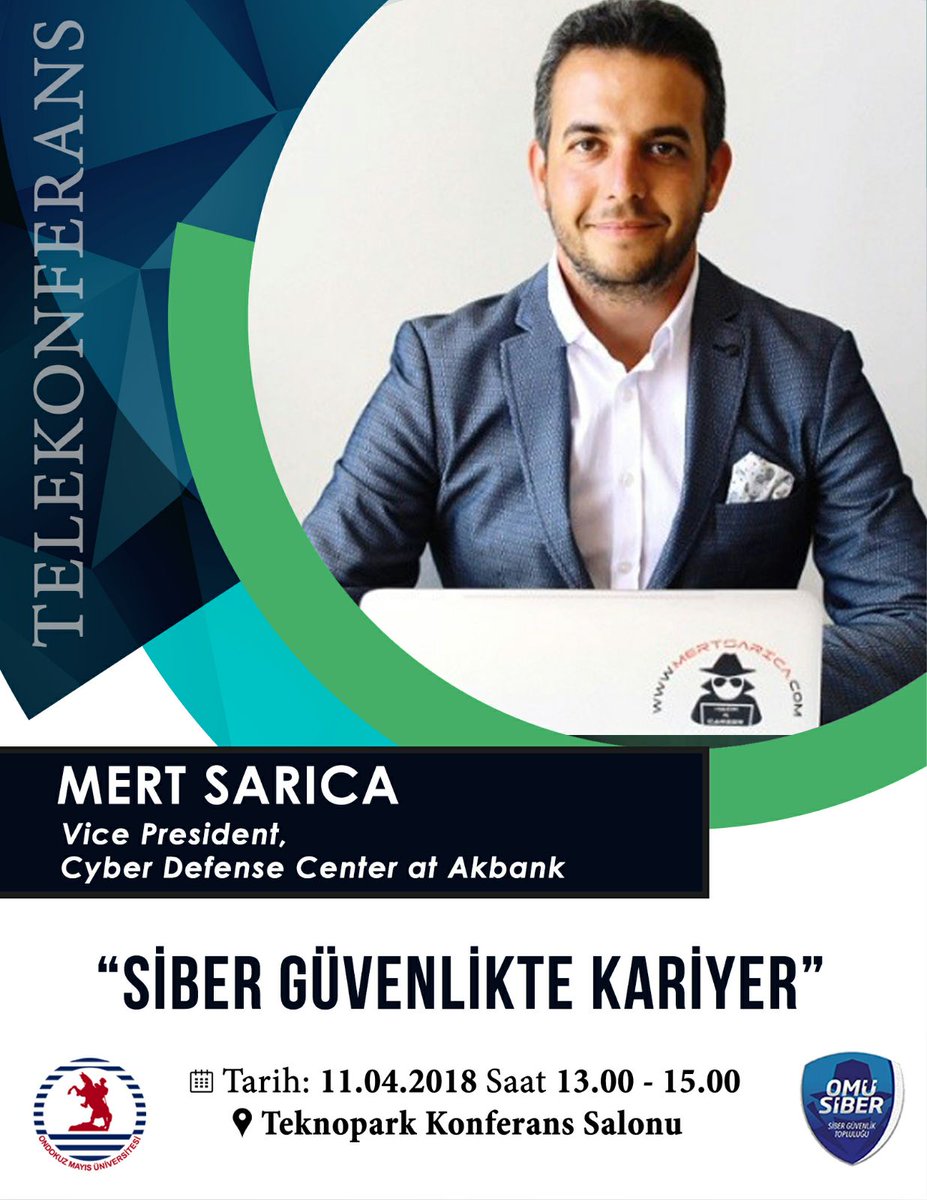 TELEKONFERANS
WWW.MERTSARICA.COM
MERT SARICA
Vice President,
Cyber Defense Center at Akbank
“SİBER GÜVENLİKTE KARİYER”
Tarih: 11.04.2018 Saat 13.00 - 15.00
Teknopark Konferans Salonu
ONDOKUZ MAYIS ÜNİVERSİTESİ
OMÜ
SİBER
SİBER GÜVENLİK
TOPLULUĞU